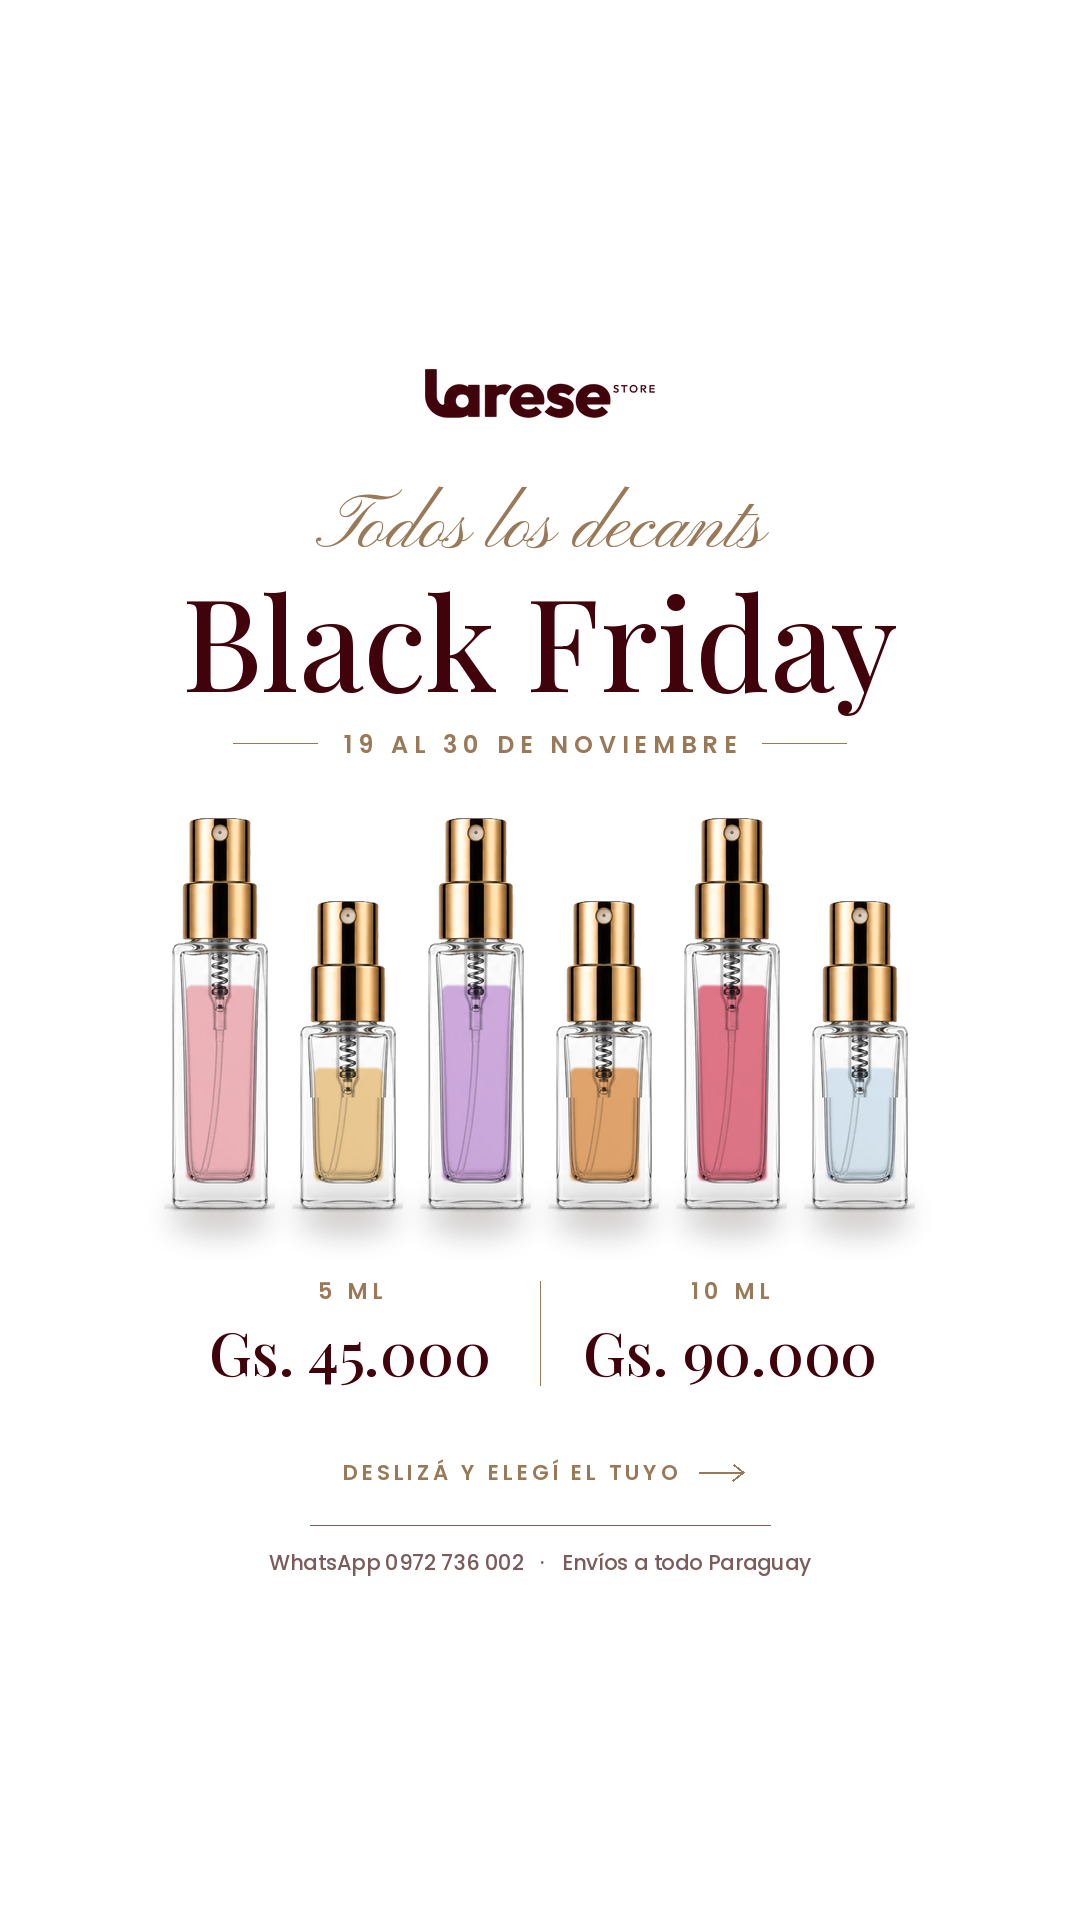 Larese STORE
Todos los decants
Black Friday
19 AL 30 DE NOVIEMBRE
5 ML
Gs. 45.000
10 ML
Gs. 90.000
DESLIZÁ Y ELEGÍ EL TUYO →
WhatsApp 0972 736 002 · Envíos a todo Paraguay